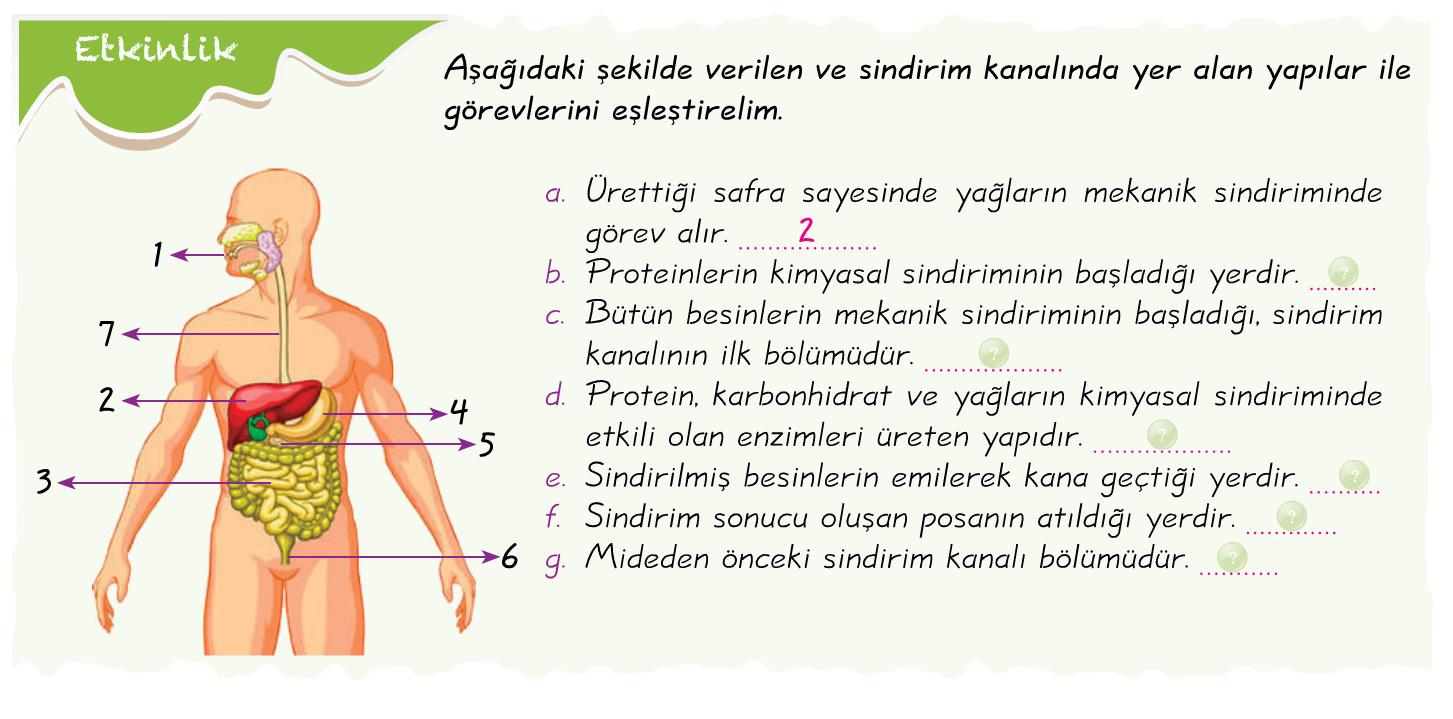 Etkinlik
Aşağıdaki şekilde verilen ve sindirim kanalında yer alan yapılar ile
görevlerini eşleştirelim.
a. Ürettiği safra sayesinde yağların mekanik sindiriminde
görev alır. ........2........
b. Proteinlerin kimyasal sindiriminin başladığı yerdir. ....?....
c. Bütün besinlerin mekanik sindiriminin başladığı, sindirim
kanalının ilk bölümüdür. ........?........
d. Protein, karbonhidrat ve yağların kimyasal sindiriminde
etkili olan enzimleri üreten yapıdır. ........?........
e. Sindirilmiş besinlerin emilerek kana geçtiği yerdir. ....?....
f. Sindirim sonucu oluşan posanın atıldığı yerdir. ....?....
g. Mideden önceki sindirim kanalı bölümüdür. ....?....
1
7
2
4
5
3
6